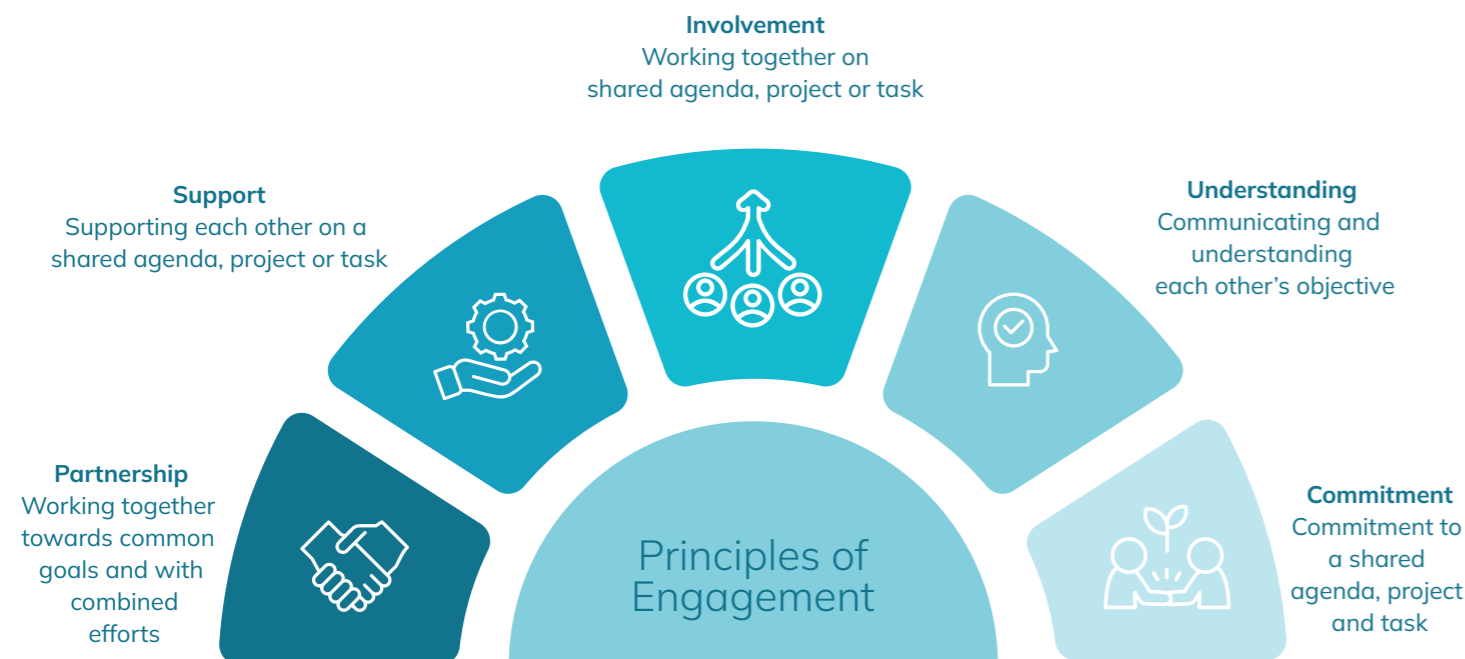 Involvement
Working together on
shared agenda, project or task
Support
Supporting each other on a
shared agenda, project or task
Understanding
Communicating and
understanding
each other’s objective
Partnership
Working together
towards common
goals and with
combined
efforts
Principles of
Engagement
Commitment
Commitment to
a shared
agenda, project
and task